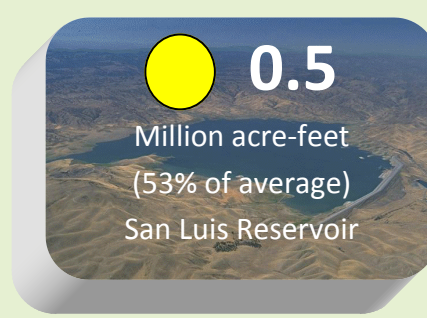 0.5
Million acre-feet
(53% of average)
San Luis Reservoir